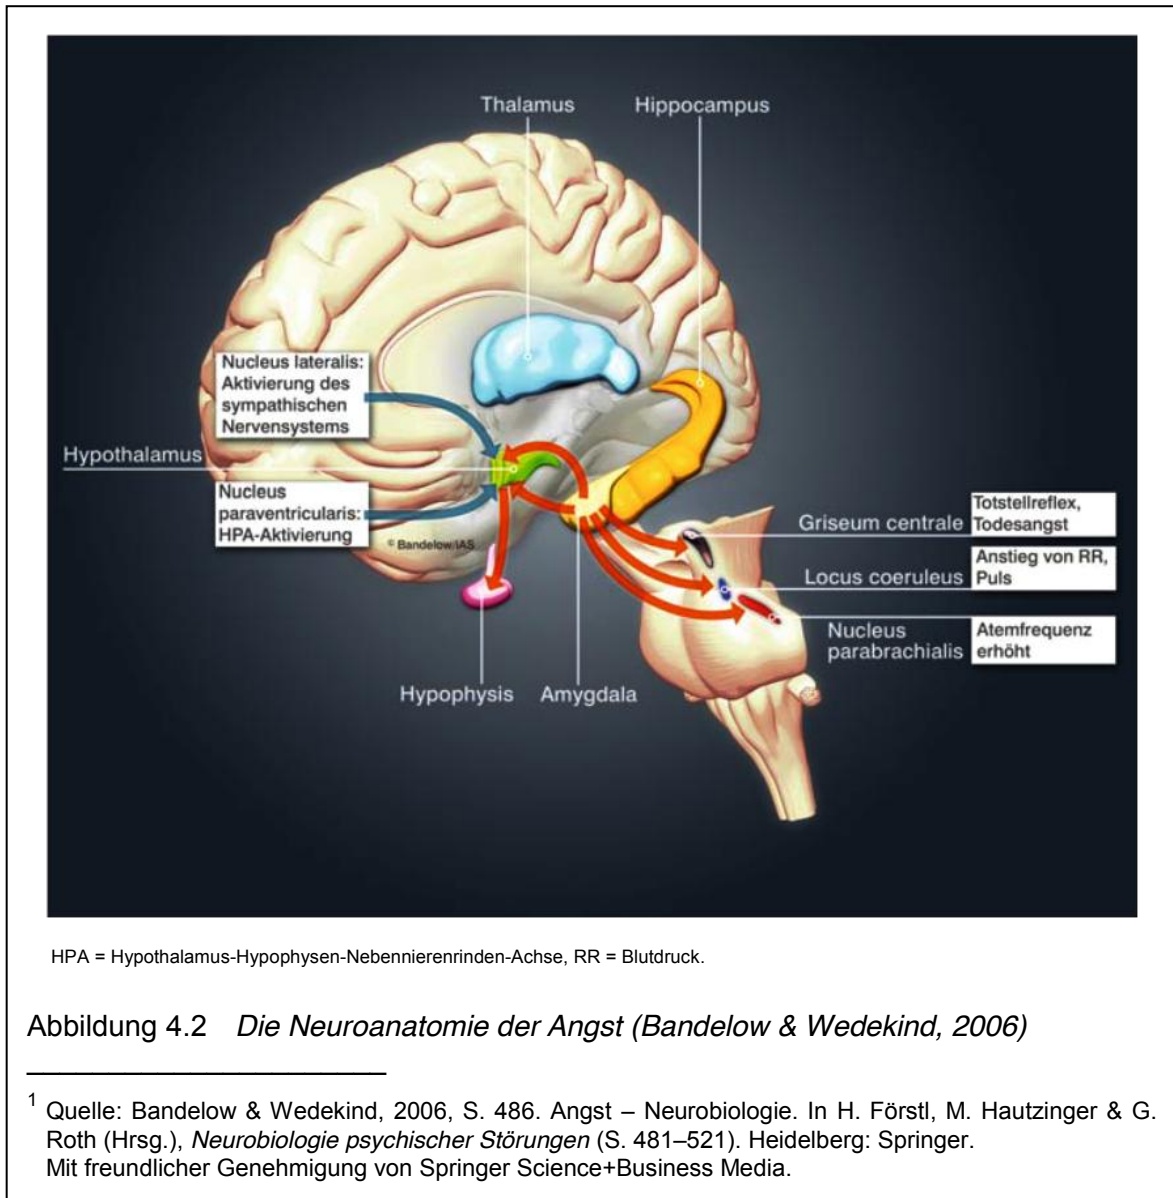 Thalamus
Hippocampus
Nucleus lateralis:
Aktivierung des
sympathischen
Nervensystems
Hypothalamus
Nucleus
paraventricularis:
HPA-Aktivierung
© Bandelow/IAS
Griseum centrale
Totstellreflex,
Todesangst
Locus coeruleus
Anstieg von RR,
Puls
Nucleus
parabrachialis
Atemfrequenz
erhöht
Hypophysis
Amygdala
HPA = Hypothalamus-Hypophysen-Nebennierenrinden-Achse, RR = Blutdruck.
Abbildung 4.2 Die Neuroanatomie der Angst (Bandelow & Wedekind, 2006)
1 Quelle: Bandelow & Wedekind, 2006, S. 486. Angst – Neurobiologie. In H. Förstl, M. Hautzinger & G.
Roth (Hrsg.), Neurobiologie psychischer Störungen (S. 481–521). Heidelberg: Springer.
Mit freundlicher Genehmigung von Springer Science+Business Media.